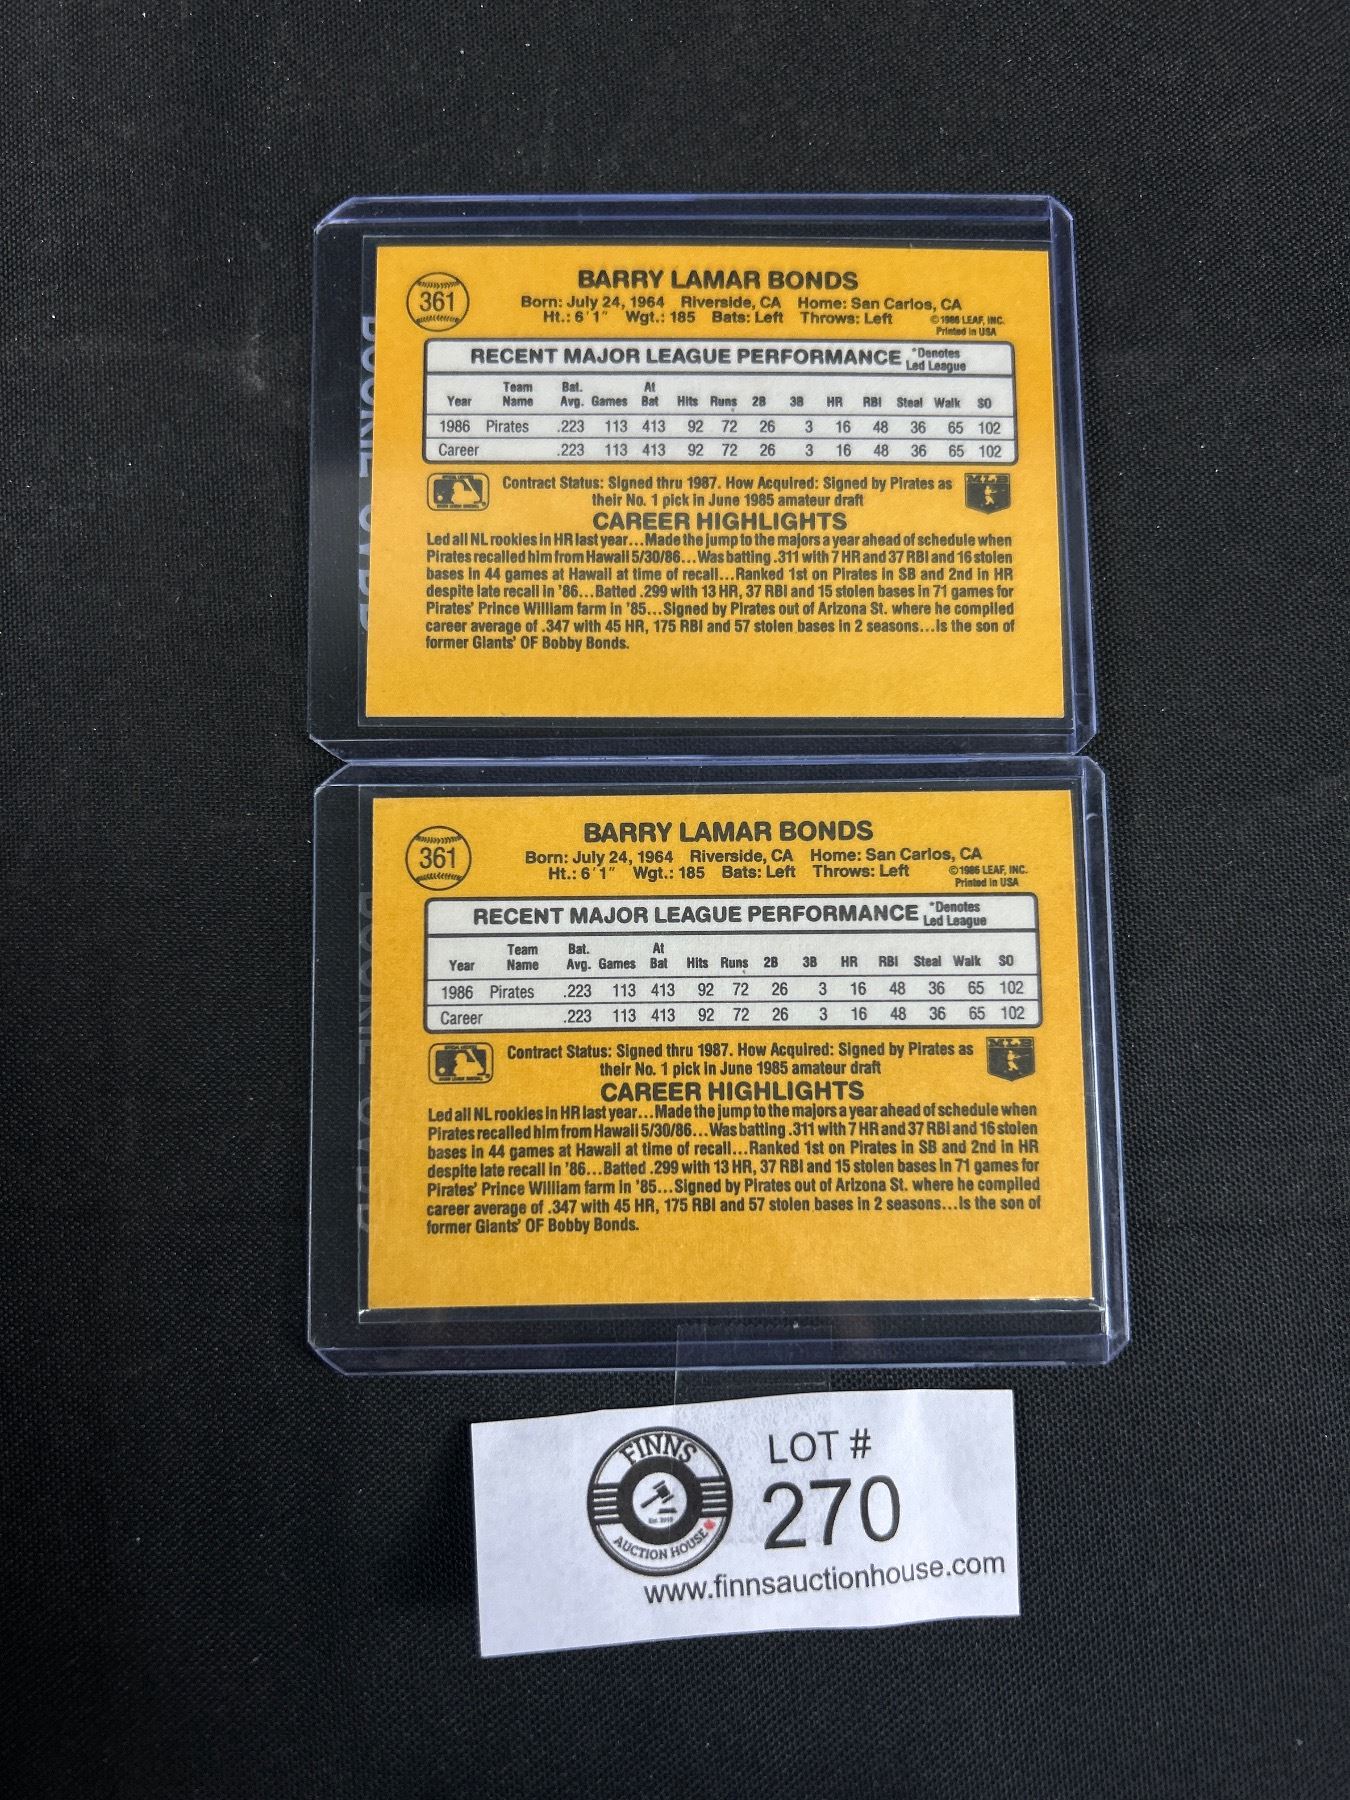 361
BARRY LAMAR BONDS
Born: July 24, 1964 Riverside, CA Home: San Carlos, CA
Ht.: 6'1" Wgt.: 185 Bats: Left Throws: Left
©1986 LEAF, INC.
Printed in USA
RECENT MAJOR LEAGUE PERFORMANCE *Denotes Led League
Year Team Name Bat. Avg. Games At Bat Hits Runs 2B 3B HR RBI Steal Walk SO
1986 Pirates .223 113 413 92 72 26 3 16 48 36 65 102
Career .223 113 413 92 72 26 3 16 48 36 65 102
Contract Status: Signed thru 1987. How Acquired: Signed by Pirates as
their No. 1 pick in June 1985 amateur draft
MLB
CAREER HIGHLIGHTS
Led all NL rookies in HR last year...Made the jump to the majors a year ahead of schedule when
Pirates recalled him from Hawaii 5/30/86...Was batting .311 with 7 HR and 37 RBI and 16 stolen
bases in 44 games at Hawaii at time of recall...Ranked 1st on Pirates in SB and 2nd in HR
despite late recall in '86...Batted .299 with 13 HR, 37 RBI and 15 stolen bases in 71 games for
Pirates' Prince William farm in '85...Signed by Pirates out of Arizona St. where he compiled
career average of .347 with 45 HR, 175 RBI and 57 stolen bases in 2 seasons...Is the son of
former Giants' OF Bobby Bonds.
361
BARRY LAMAR BONDS
Born: July 24, 1964 Riverside, CA Home: San Carlos, CA
Ht.: 6'1" Wgt.: 185 Bats: Left Throws: Left
©1986 LEAF, INC.
Printed in USA
RECENT MAJOR LEAGUE PERFORMANCE *Denotes Led League
Year Team Name Bat. Avg. Games At Bat Hits Runs 2B 3B HR RBI Steal Walk SO
1986 Pirates .223 113 413 92 72 26 3 16 48 36 65 102
Career .223 113 413 92 72 26 3 16 48 36 65 102
Contract Status: Signed thru 1987. How Acquired: Signed by Pirates as
their No. 1 pick in June 1985 amateur draft
MLB
CAREER HIGHLIGHTS
Led all NL rookies in HR last year...Made the jump to the majors a year ahead of schedule when
Pirates recalled him from Hawaii 5/30/86...Was batting .311 with 7 HR and 37 RBI and 16 stolen
bases in 44 games at Hawaii at time of recall...Ranked 1st on Pirates in SB and 2nd in HR
despite late recall in '86...Batted .299 with 13 HR, 37 RBI and 15 stolen bases in 71 games for
Pirates' Prince William farm in '85...Signed by Pirates out of Arizona St. where he compiled
career average of .347 with 45 HR, 175 RBI and 57 stolen bases in 2 seasons...Is the son of
former Giants' OF Bobby Bonds.
FINNS
AUCTION HOUSE
LOT #
270
www.finnsauctionhouse.com